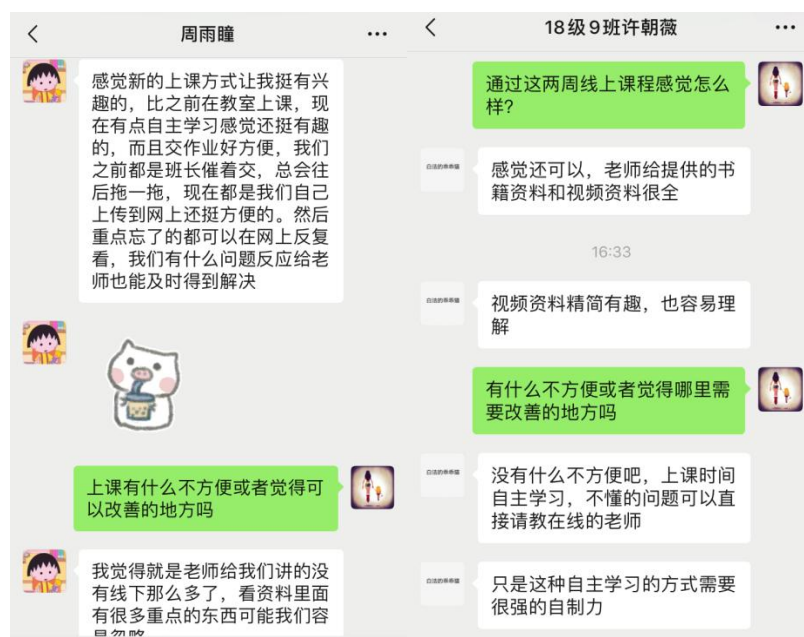 周雨瞳
感觉新的上课方式让我挺有兴
趣的，比之前在教室上课，现
在有点自主学习感觉还挺有趣
的，而且交作业好方便，我们
之前都是班长催着交，总会往
后拖一拖，现在都是我们自己
上传到网上还挺方便的。然后
重点忘了的都可以在网上反复
看，我们有什么问题反应给老
师也能及时得到解决
上课有什么不方便或者觉得可
以改善的地方吗
我觉得就是老师给我们讲的没
有线下那么多了，看资料里面
有很多重点的东西可能我们容
18级9班许朝薇
通过这两周线上课程感觉怎么
样？
感觉还可以，老师给提供的书
籍资料和视频资料很全
16:33
视频资料精简有趣，也容易理
解
有什么不方便或者觉得哪里需
要改善的地方吗
没有什么不方便吧，上课时间
自主学习，不懂的问题可以直
接请教在线的老师
只是这种自主学习的方式需要
很强的自制力